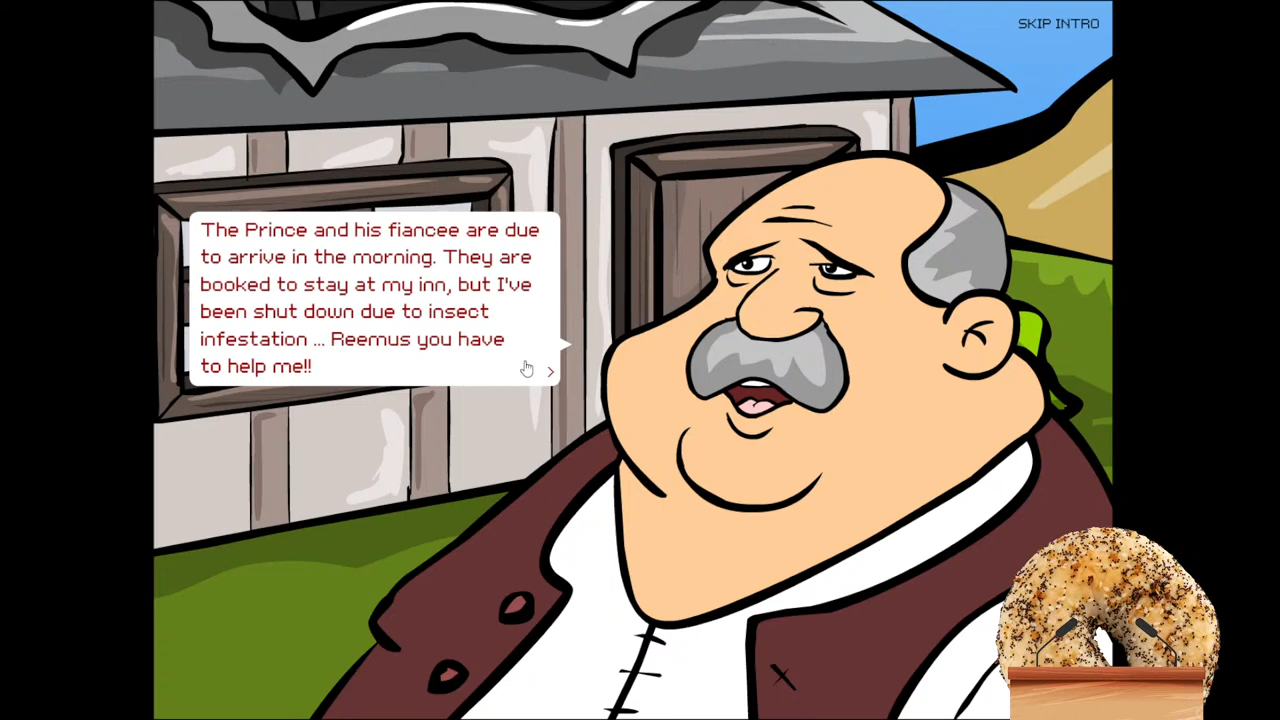 SKIP INTRO
The Prince and his fiancee are due
to arrive in the morning. They are
booked to stay at my inn, but I've
been shut down due to insect
infestation ... Reemus you have
to help me!!